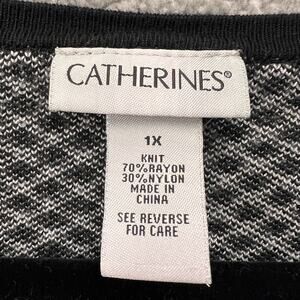 CATHERINES®
1X
KNIT
70%RAYON
30%NYLON
MADE IN
CHINA
SEE REVERSE
FOR CARE